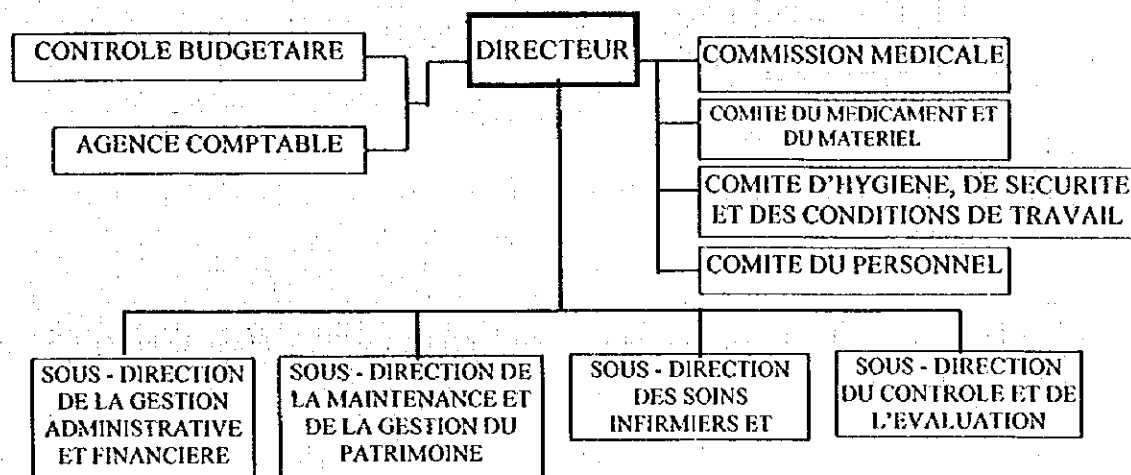 CONTROLE BUDGETAIRE
AGENCE COMPTABLE
DIRECTEUR
COMMISSION MEDICALE
COMITE DU MEDICAMENT ET
DU MATERIEL
COMITE D'HYGIENE, DE SECURITE
ET DES CONDITIONS DE TRAVAIL
COMITE DU PERSONNEL
SOUS - DIRECTION
DE LA GESTION
ADMINISTRATIVE
ET FINANCIERE
SOUS - DIRECTION DE
LA MAINTENANCE ET
DE LA GESTION DU
PATRIMOINE
SOUS - DIRECTION
DES SOINS
INFIRMIERS ET
SOUS - DIRECTION
DU CONTROLE ET DE
L'EVALUATION